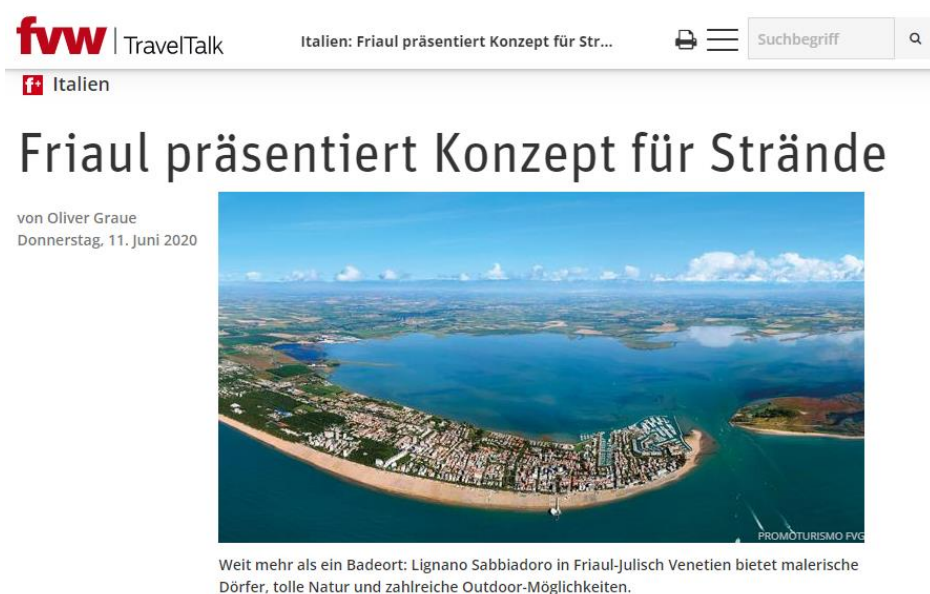 fvw | TravelTalk
Italien: Friaul präsentiert Konzept für Str...
Suchbegriff
f+ Italien
Friaul präsentiert Konzept für Strände
von Oliver Graue
Donnerstag, 11. Juni 2020
PROMOTURISMO FVG
Weit mehr als ein Badeort: Lignano Sabbiadoro in Friaul-Julisch Venetien bietet malerische
Dörfer, tolle Natur und zahlreiche Outdoor-Möglichkeiten.